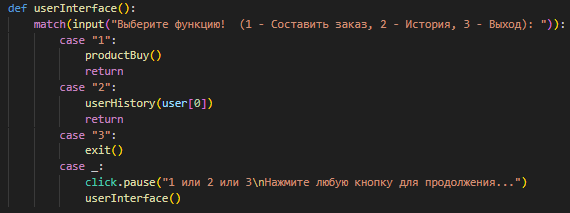 def userInterface():
    match(input("Выберите функцию!  (1 - Составить заказ, 2 - История, 3 - Выход): ")):
        case "1":
            productBuy()
            return
        case "2":
            userHistory(user[0])
            return
        case "3":
            exit()
        case _:
            click.pause("1 или 2 или 3\nНажмите любую кнопку для продолжения...")
            userInterface()